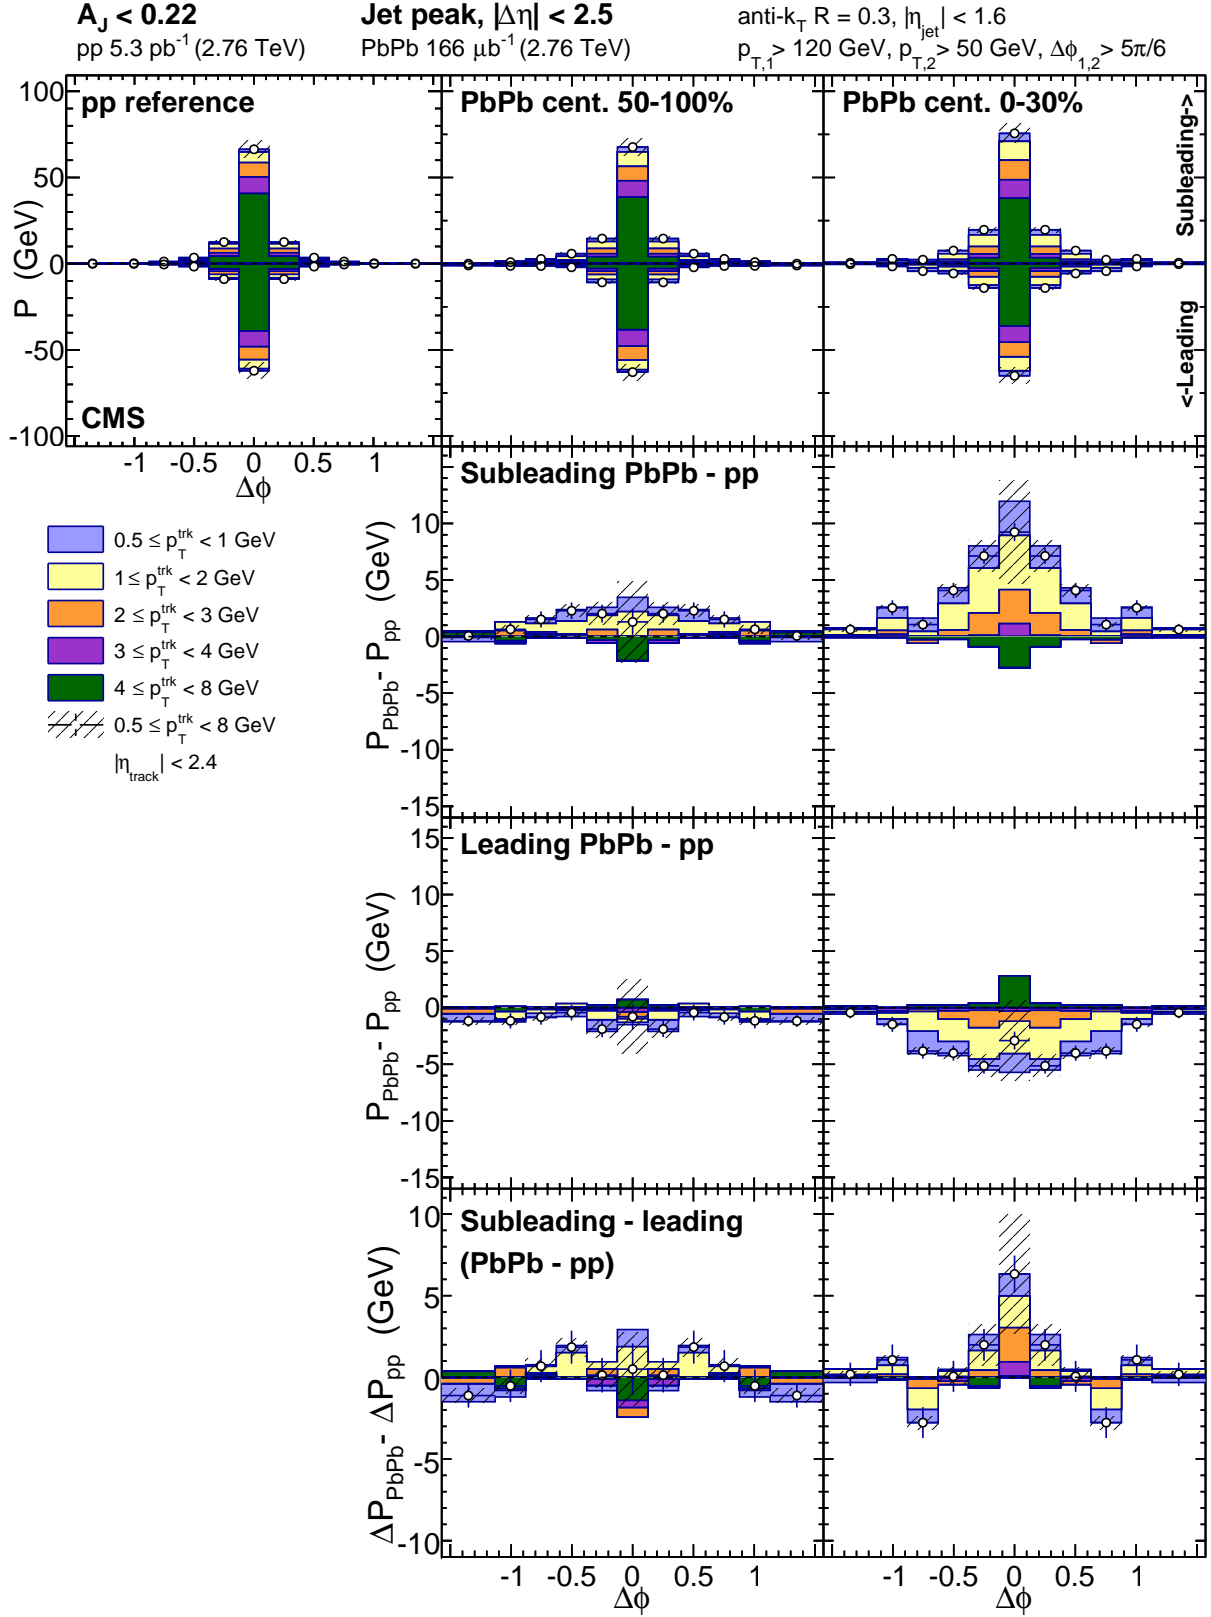 A_J < 0.22 Jet peak, |Δη| < 2.5 anti-k_T R = 0.3, |η_jet| < 1.6
pp 5.3 pb⁻¹ (2.76 TeV) PbPb 166 μb⁻¹ (2.76 TeV) p_T,1 > 120 GeV, p_T,2 > 50 GeV, Δϕ_1,2 > 5π/6
pp reference PbPb cent. 50-100% PbPb cent. 0-30%
100
50
0
-50
-100
P (GeV)
Subleading->
<-Leading
CMS
-1 -0.5 0 0.5 1
Δϕ
0.5 ≤ p_T^trk < 1 GeV
1 ≤ p_T^trk < 2 GeV
2 ≤ p_T^trk < 3 GeV
3 ≤ p_T^trk < 4 GeV
4 ≤ p_T^trk < 8 GeV
0.5 ≤ p_T^trk < 8 GeV
|η_track| < 2.4
Subleading PbPb - pp
10
5
0
-5
-10
-15
P_PbPb - P_pp (GeV)
Leading PbPb - pp
15
10
5
0
-5
-10
-15
P_PbPb - P_pp (GeV)
Subleading - leading
(PbPb - pp)
10
5
0
-5
-10
ΔP_PbPb - ΔP_pp (GeV)
-1 -0.5 0 0.5 1 -1 -0.5 0 0.5 1
Δϕ Δϕ